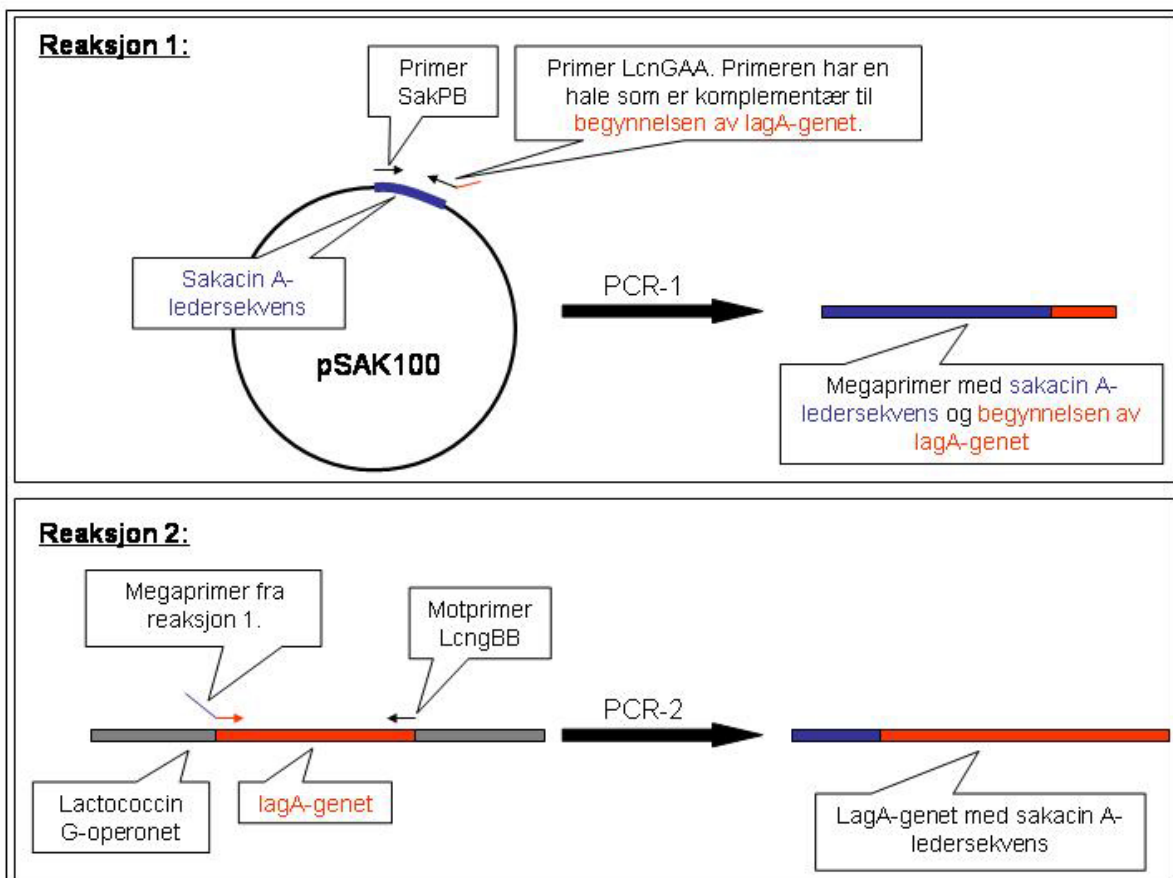 Reaksjon 1:
Primer
SakPB
Primer LcnGAA. Primeren har en
hale som er komplementær til
begynnelsen av lagA-genet.
Sakacin A-
ledersekvens
pSAK100
PCR-1
Megaprimer med sakacin A-
ledersekvens og begynnelsen av
lagA-genet
Reaksjon 2:
Megaprimer fra
reaksjon 1.
Motprimer
LcngBB
PCR-2
Lactococcin
G-operonet
lagA-genet
LagA-genet med sakacin A-
ledersekvens